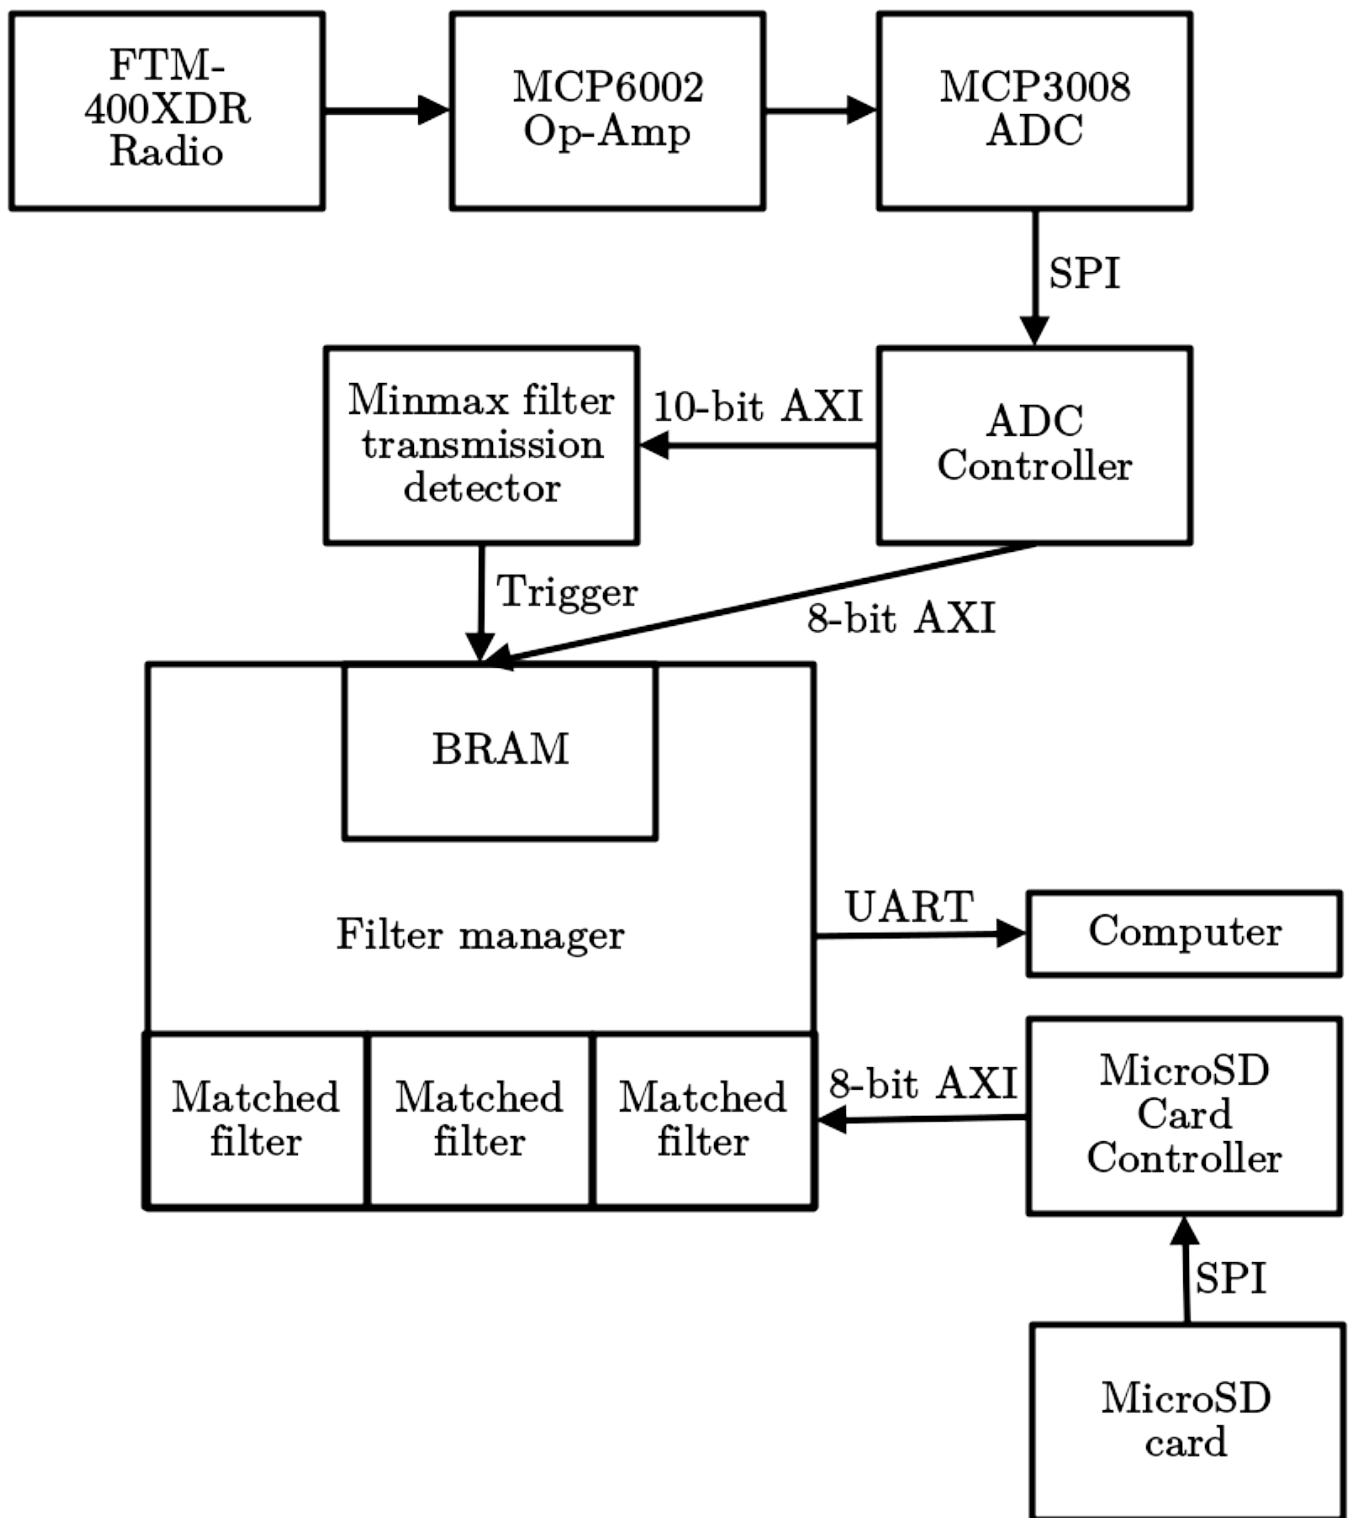 FTM-
400XDR
Radio
MCP6002
Op-Amp
MCP3008
ADC
SPI
Minmax filter
transmission
detector
10-bit AXI
ADC
Controller
Trigger
8-bit AXI
BRAM
Filter manager
UART
Computer
Matched
filter
Matched
filter
Matched
filter
8-bit AXI
MicroSD
Card
Controller
SPI
MicroSD
card